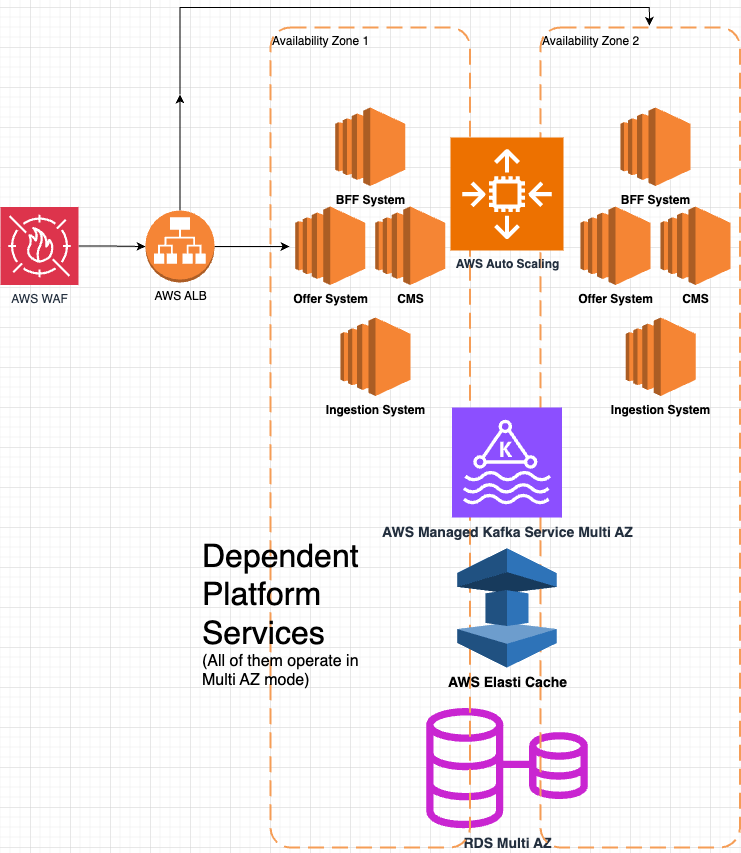 Availability Zone 1
Availability Zone 2
BFF System
BFF System
AWS WAF
AWS ALB
Offer System
CMS
AWS Auto Scaling
Offer System
CMS
Ingestion System
Ingestion System
K
AWS Managed Kafka Service Multi AZ
Dependent
Platform
Services
(All of them operate in
Multi AZ mode)
AWS Elasti Cache
RDS Multi AZ